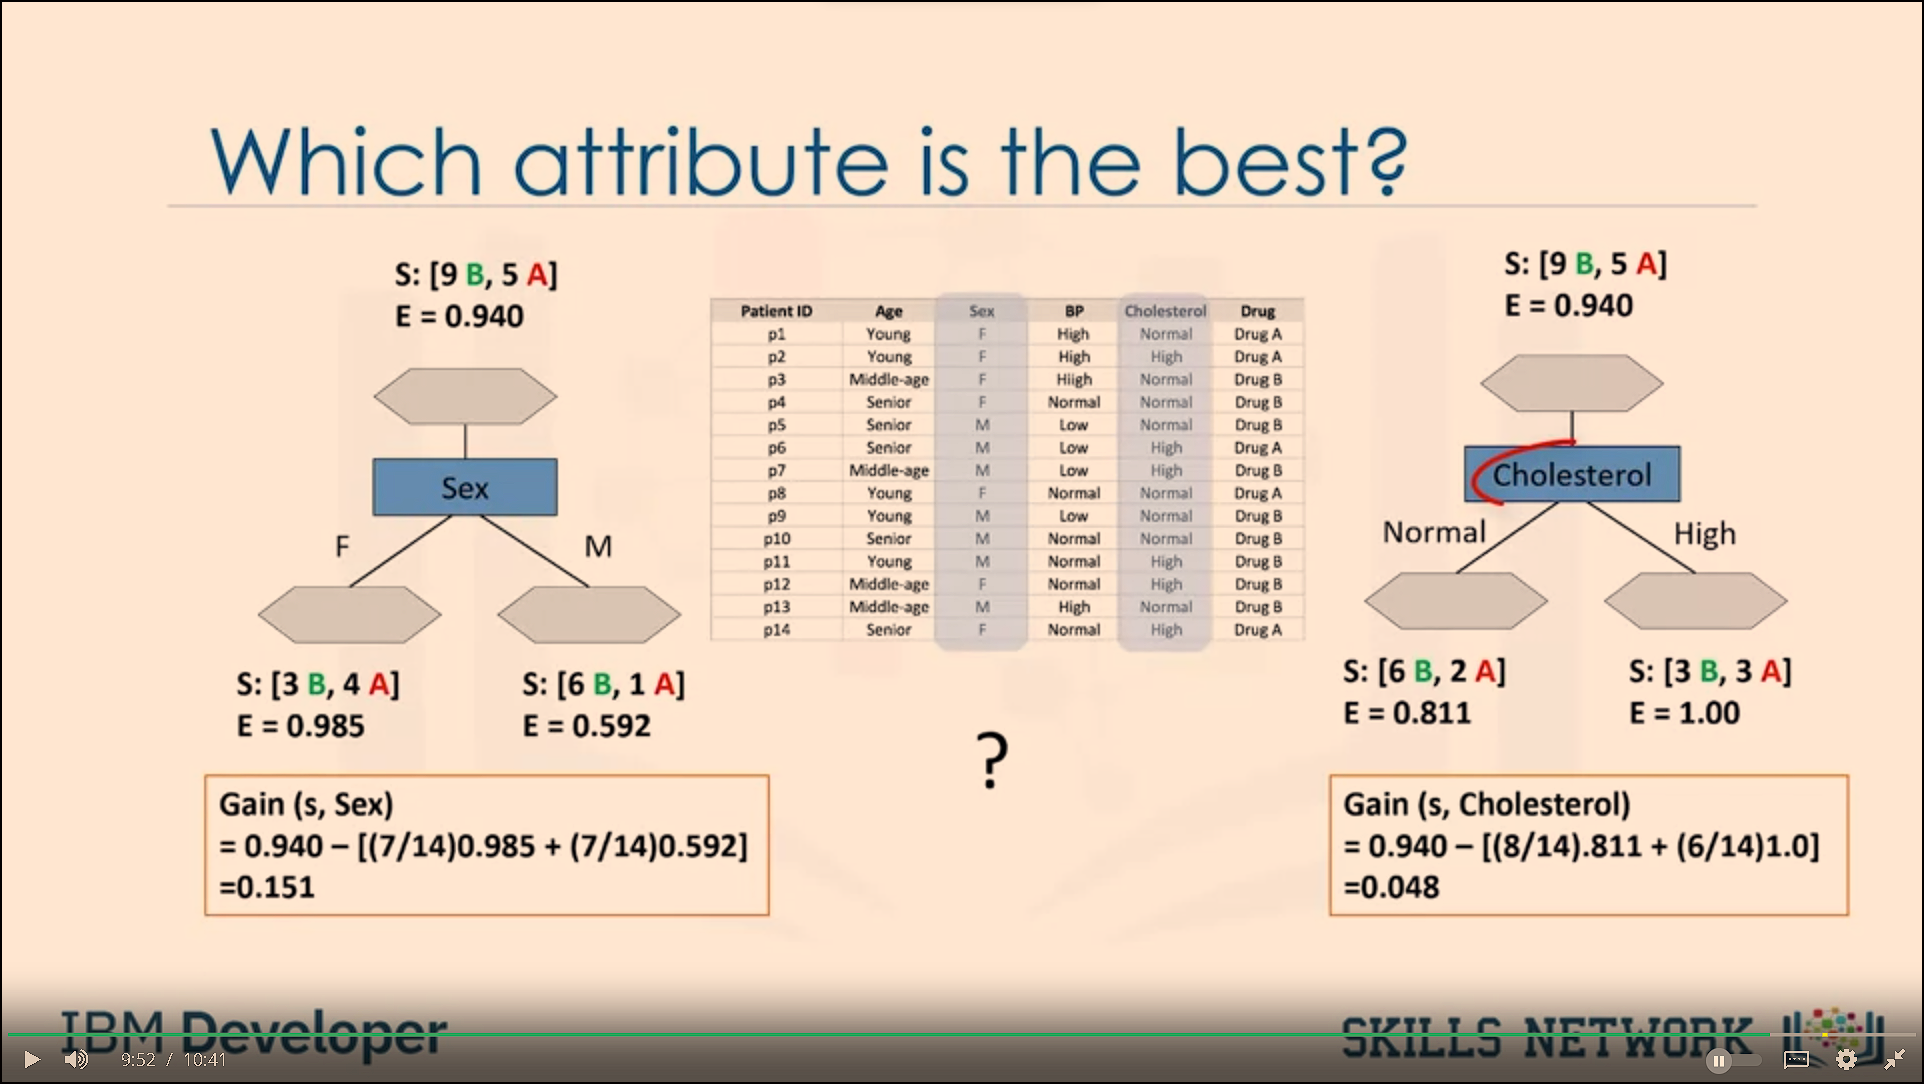 Which attribute is the best?
S: [9 B, 5 A]
E = 0.940
Sex
F
M
S: [3 B, 4 A]
E = 0.985
S: [6 B, 1 A]
E = 0.592
Gain (s, Sex)
= 0.940 – [(7/14)0.985 + (7/14)0.592]
=0.151
Patient ID Age Sex BP Cholesterol Drug
p1 Young F High Normal Drug A
p2 Young F High High Drug A
p3 Middle-age F Hiigh Normal Drug B
p4 Senior F Normal Normal Drug B
p5 Senior M Low Normal Drug B
p6 Senior M Low High Drug A
p7 Middle-age M Low High Drug B
p8 Young F Normal Normal Drug A
p9 Young M Low Normal Drug B
p10 Senior M Normal Normal Drug B
p11 Young M Normal High Drug B
p12 Middle-age F Normal High Drug B
p13 Middle-age M High Normal Drug B
p14 Senior F Normal High Drug A
?
S: [9 B, 5 A]
E = 0.940
Cholesterol
Normal
High
S: [6 B, 2 A]
E = 0.811
S: [3 B, 3 A]
E = 1.00
Gain (s, Cholesterol)
= 0.940 – [(8/14).811 + (6/14)1.0]
=0.048
IBM Developer
SKILLS NETWORK
9:52 / 10:41